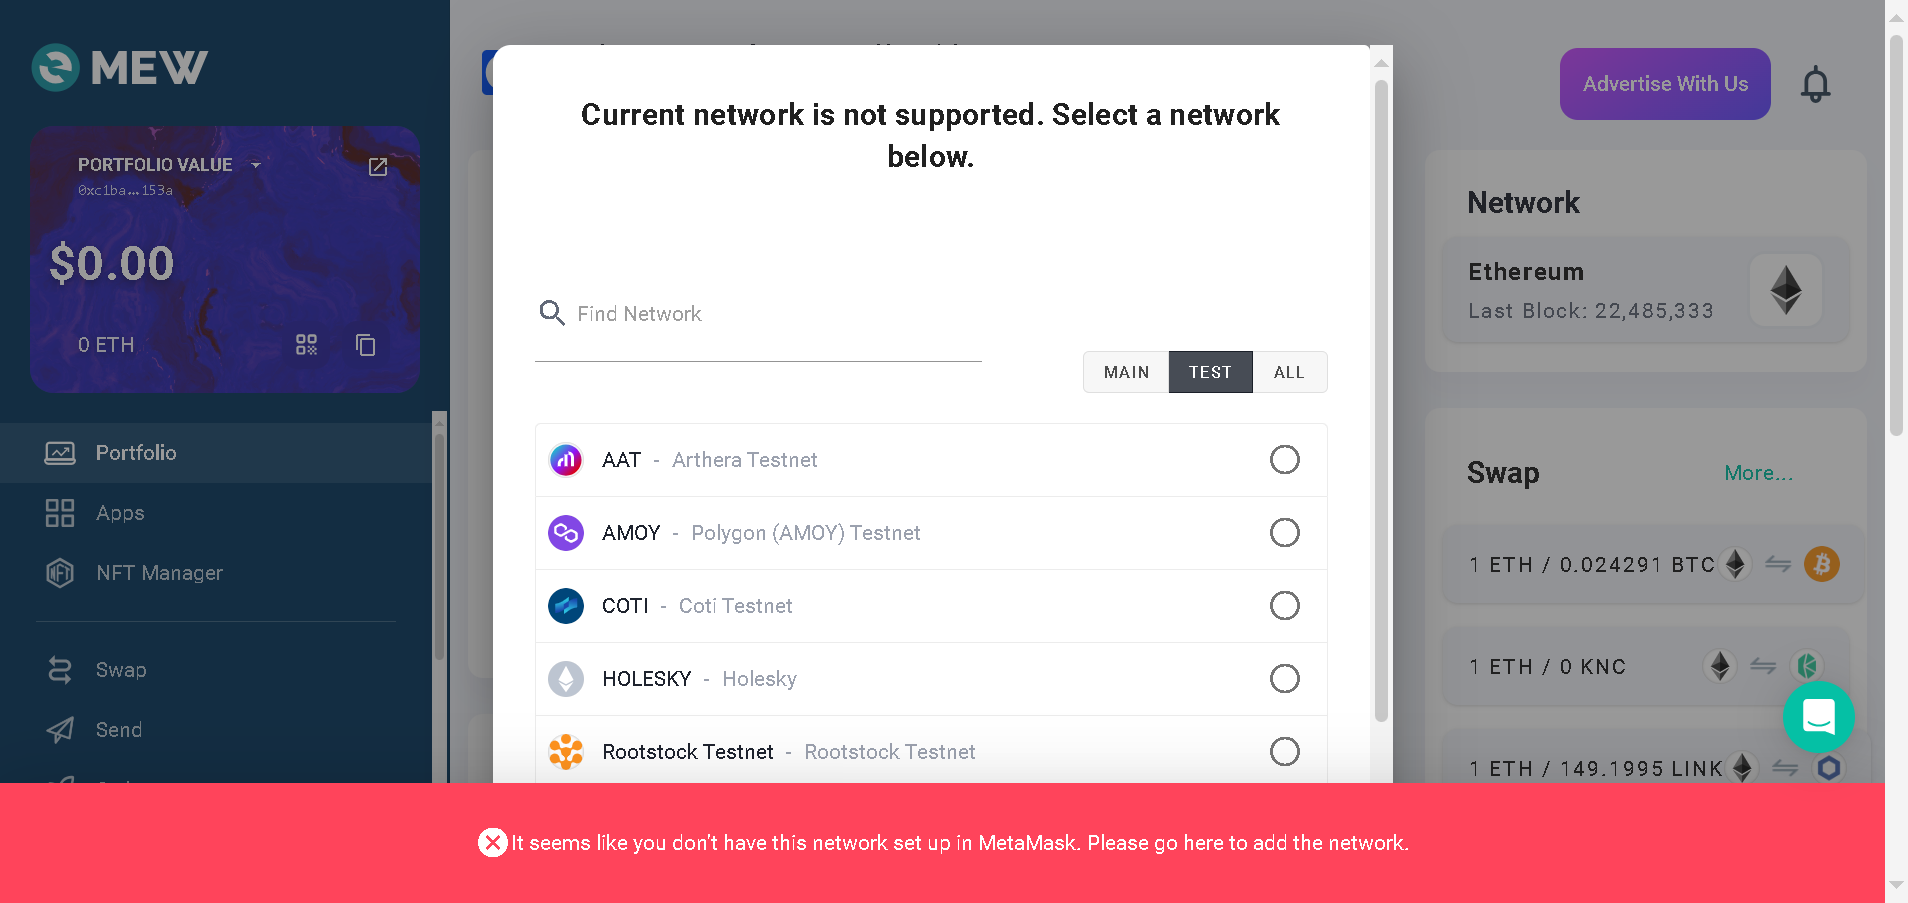 MEW
PORTFOLIO VALUE
0xc1ba...153a
$0.00
0 ETH
Portfolio
Apps
NFT Manager
Swap
Send
Current network is not supported. Select a network
below.
Find Network
MAIN
TEST
ALL
AAT - Arthera Testnet
AMOY - Polygon (AMOY) Testnet
COTI - Coti Testnet
HOLESKY - Holesky
Rootstock Testnet - Rootstock Testnet
Advertise With Us
Network
Ethereum
Last Block: 22,485,333
Swap
More...
1 ETH / 0.024291 BTC
1 ETH / 0 KNC
1 ETH / 149.1995 LINK
It seems like you don't have this network set up in MetaMask. Please go here to add the network.